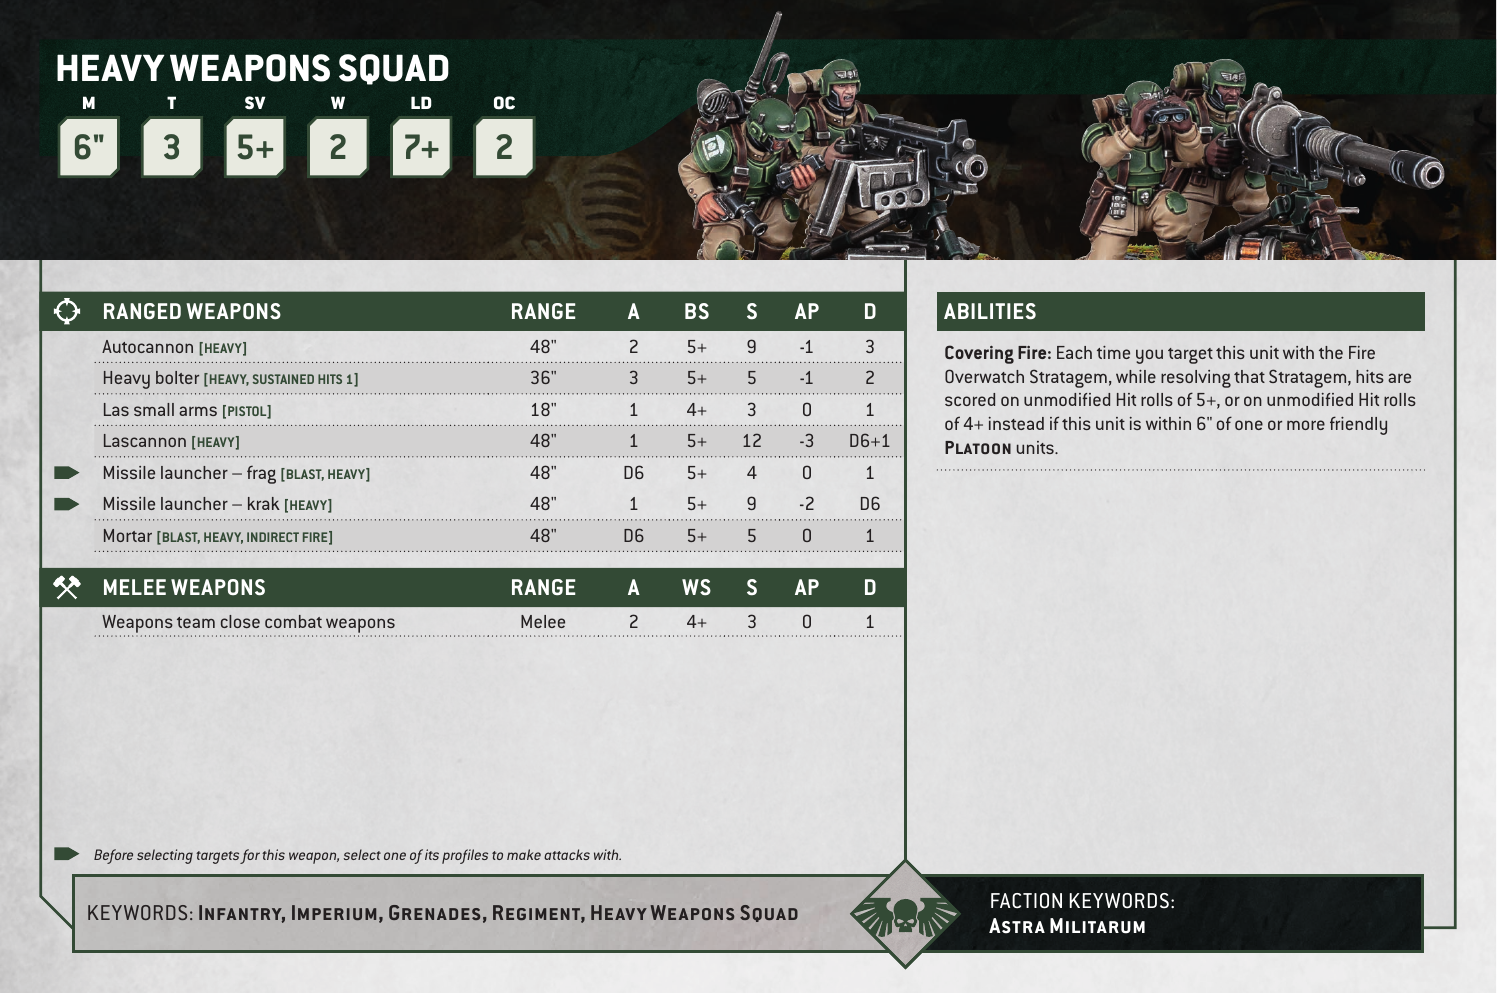 HEAVY WEAPONS SQUAD
M T SV W LD OC
6" 3 5+ 2 7+ 2
RANGED WEAPONS RANGE A BS S AP D
Autocannon [HEAVY] 48" 2 5+ 9 -1 3
Heavy bolter [HEAVY, SUSTAINED HITS 1] 36" 3 5+ 5 -1 2
Las small arms [PISTOL] 18" 1 4+ 3 0 1
Lascannon [HEAVY] 48" 1 5+ 12 -3 D6+1
Missile launcher – frag [BLAST, HEAVY] 48" D6 5+ 4 0 1
Missile launcher – krak [HEAVY] 48" 1 5+ 9 -2 D6
Mortar [BLAST, HEAVY, INDIRECT FIRE] 48" D6 5+ 5 0 1
MELEE WEAPONS RANGE A WS S AP D
Weapons team close combat weapons Melee 2 4+ 3 0 1
Before selecting targets for this weapon, select one of its profiles to make attacks with.
ABILITIES
Covering Fire: Each time you target this unit with the Fire
Overwatch Stratagem, while resolving that Stratagem, hits are
scored on unmodified Hit rolls of 5+, or on unmodified Hit rolls
of 4+ instead if this unit is within 6" of one or more friendly
PLATOON units.
KEYWORDS: INFANTRY, IMPERIUM, GRENADES, REGIMENT, HEAVY WEAPONS SQUAD
FACTION KEYWORDS:
ASTRA MILITARUM